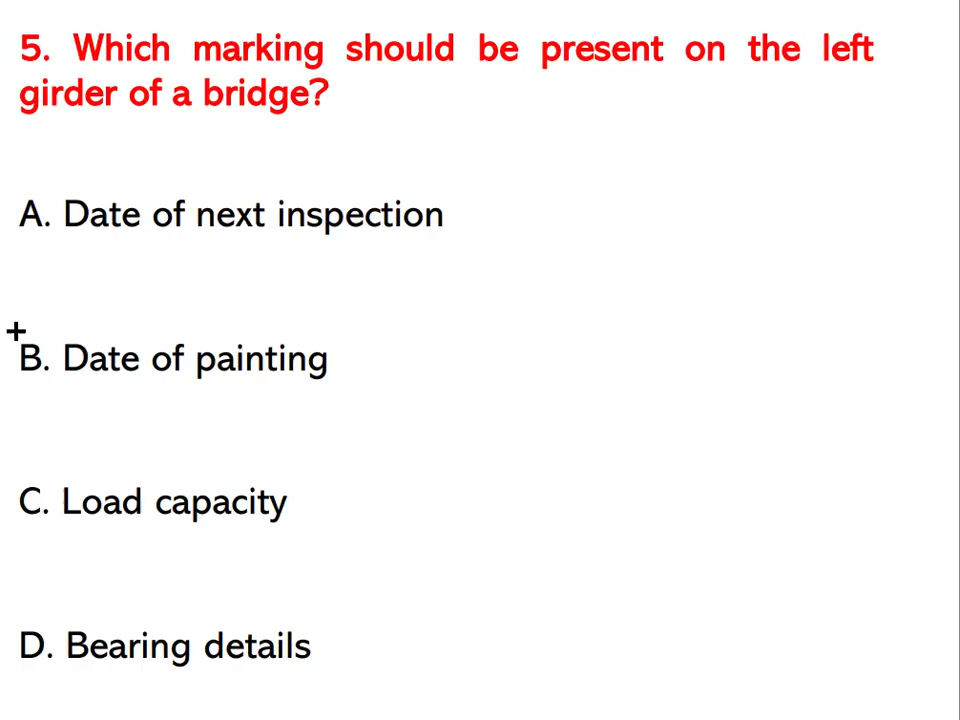 5. Which marking should be present on the left
girder of a bridge?
A. Date of next inspection
B. Date of painting
C. Load capacity
D. Bearing details